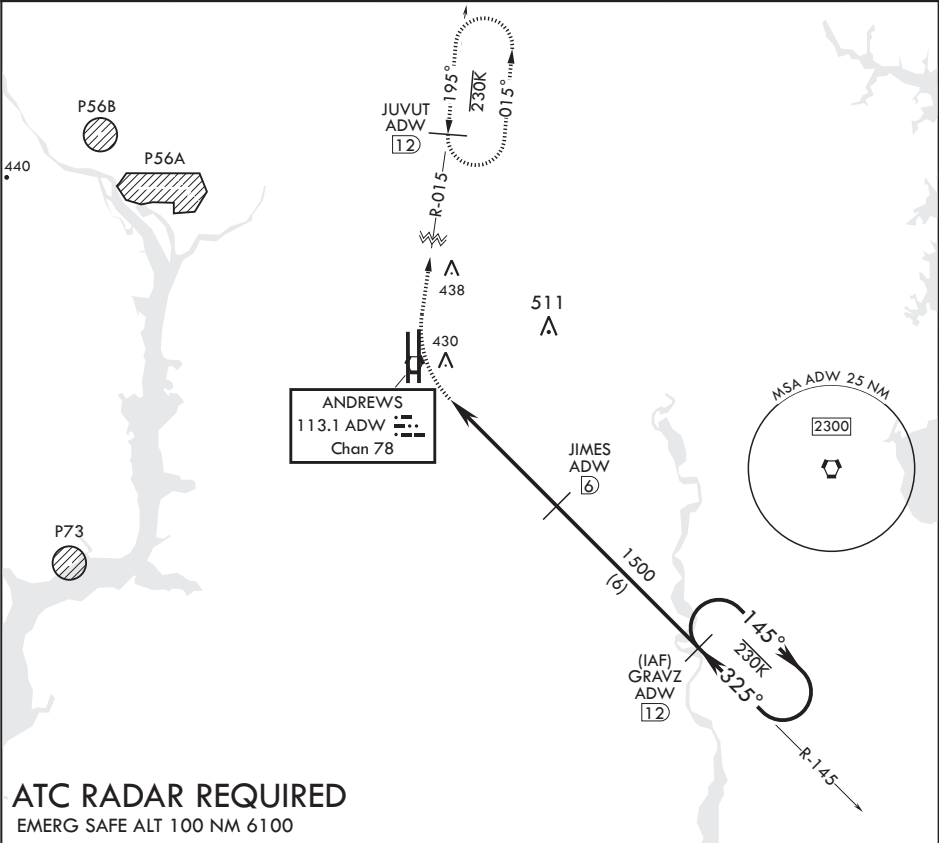 195°
230K
015°
JUVUT
ADW
12
R-015
P56B
P56A
440
438
511
430
ANDREWS
113.1 ADW
Chan 78
MSA ADW 25 NM
2300
JIMES
ADW
6
P73
1500
(6)
145°
230K
325°
(IAF)
GRAVZ
ADW
12
R-145
ATC RADAR REQUIRED
EMERG SAFE ALT 100 NM 6100